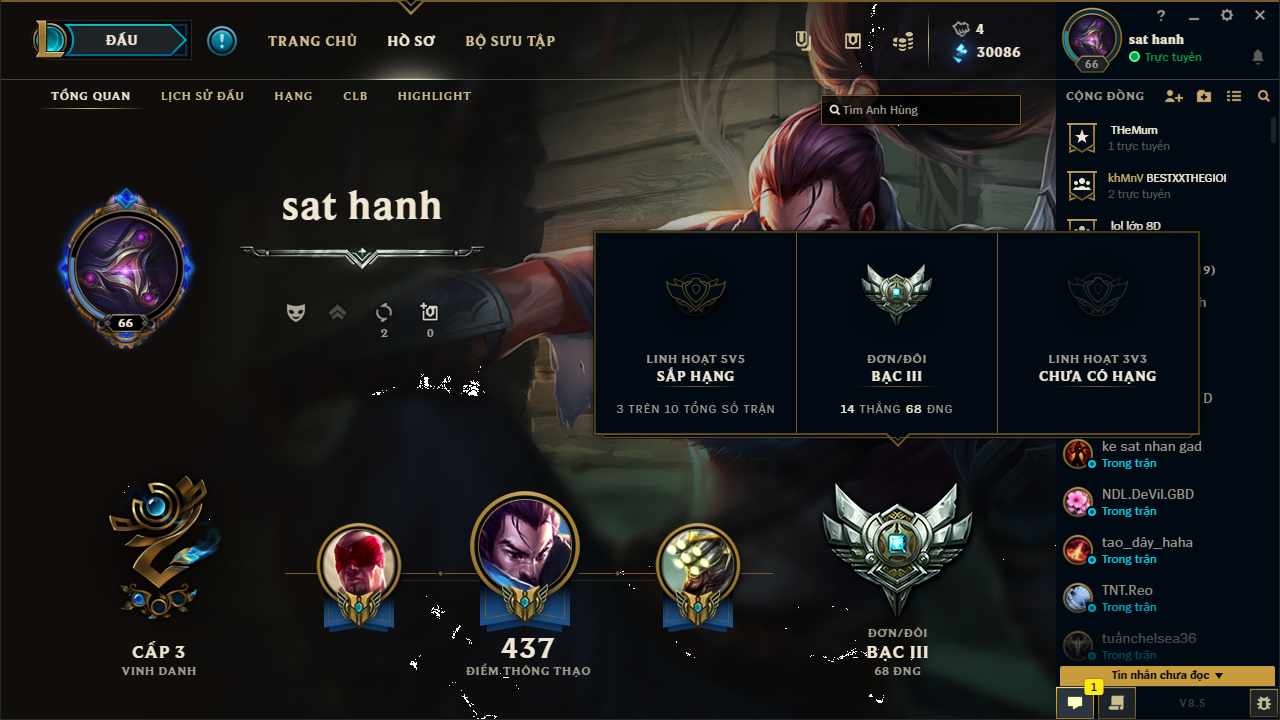 ĐẤU
TRANG CHỦ
HỒ SƠ
BỘ SƯU TẬP
4
30086
?
66
sat hanh
Trực tuyến
TỔNG QUAN
LỊCH SỬ ĐẤU
HẠNG
CLB
HIGHLIGHT
Tìm Anh Hùng
CỘNG ĐỒNG
THeMum
1 trực tuyến
khMnV BESTXXTHEGIOI
2 trực tuyến
lol lớp 8D
9)
h
D
sat hanh
66
2
0
LINH HOẠT 5V5
SẮP HẠNG
3 TRÊN 10 TỔNG SỐ TRẬN
ĐƠN/ĐÔI
BẠC III
14 THẮNG 68 ĐNG
LINH HOẠT 3V3
CHƯA CÓ HẠNG
ke sat nhan gad
Trong trận
NDL.DeVil.GBD
Trong trận
tao_dây_haha
Trong trận
TNT.Reo
Trong trận
tuấnchelsea36
Trong trận
CẤP 3
VINH DANH
437
ĐIỂM THÔNG THẠO
ĐƠN/ĐÔI
BẠC III
68 ĐNG
Tin nhắn chưa đọc
1
V8.5